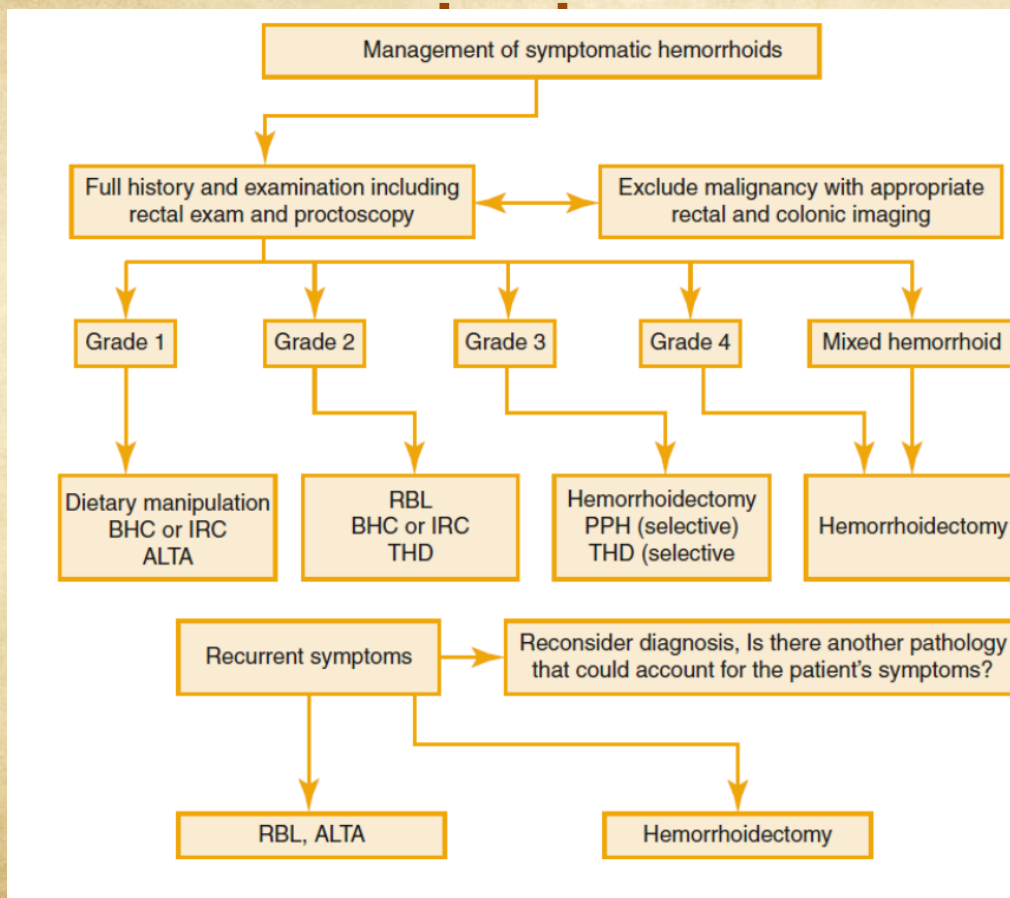 Management of symptomatic hemorrhoids
Full history and examination including
rectal exam and proctoscopy
Exclude malignancy with appropriate
rectal and colonic imaging
Grade 1
Grade 2
Grade 3
Grade 4
Mixed hemorrhoid
Dietary manipulation
BHC or IRC
ALTA
RBL
BHC or IRC
THD
Hemorrhoidectomy
PPH (selective)
THD (selective
Hemorrhoidectomy
Recurrent symptoms
Reconsider diagnosis, Is there another pathology
that could account for the patient's symptoms?
RBL, ALTA
Hemorrhoidectomy